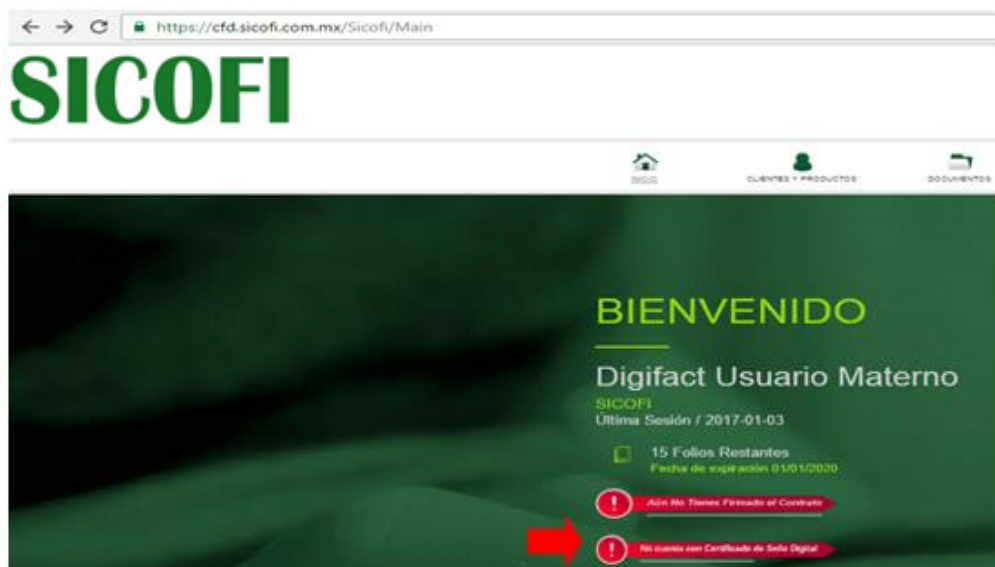 https://cfd.sicofi.com.mx/Sicofi/Main
SICOFI
INICIO
CLIENTES Y PRODUCTOS
DOCUMENTOS
BIENVENIDO
Digifact Usuario Materno
SICOFI
Última Sesión / 2017-01-03
15 Folios Restantes
Fecha de expiración 01/01/2020
! Aún No Tienes Firmado el Contrato
! No cuenta con Certificado de Sello Digital